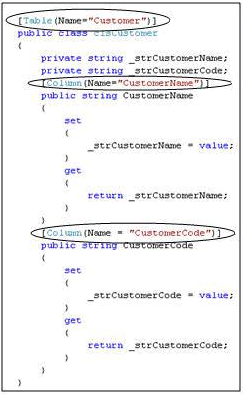 [Table(Name="Customer")]
public class clsCustomer
{
private string _strCustomerName;
private string _strCustomerCode;
[Column(Name="CustomerName")]
public string CustomerName
{
set
{
_strCustomerName = value;
}
get
{
return _strCustomerName;
}
}
[Column(Name = "CustomerCode")]
public string CustomerCode
{
set
{
_strCustomerCode = value;
}
get
{
return _strCustomerCode;
}
}
}